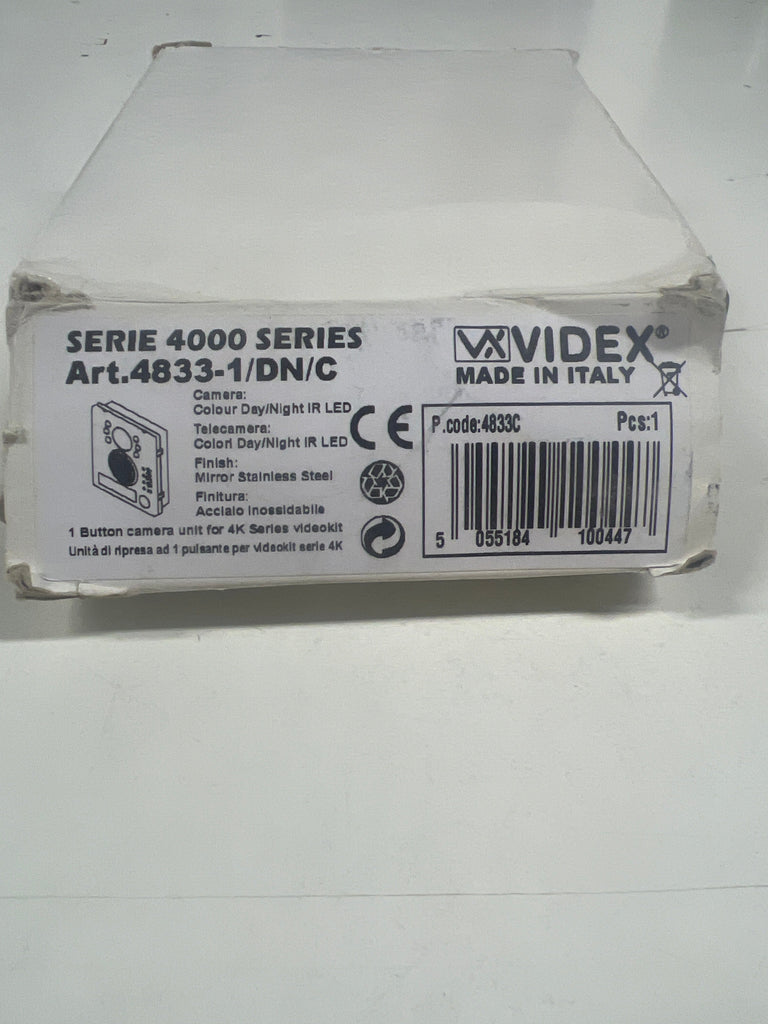 SERIE 4000 SERIES
Art.4833-1/DN/C
Camera:
Colour Day/Night IR LED
Telecamera:
Colori Day/Night IR LED
Finish:
Mirror Stainless Steel
Finitura:
Acciaio inossidabile
1 Button camera unit for 4K Series videokit
Unità di ripresa ad 1 pulsante per videokit serie 4K
CE
VIDEX®
MADE IN ITALY
P.code:4833C Pcs:1
5 055184 100447